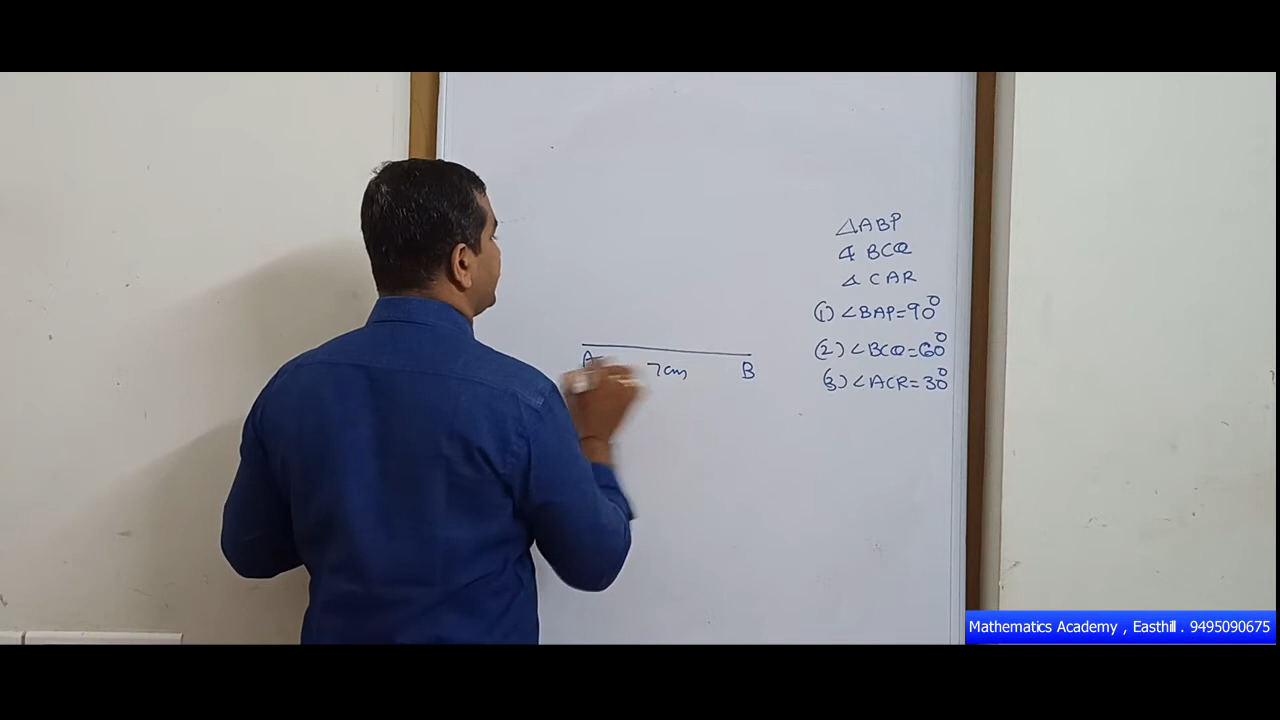 △ABP
△BCQ
△CAR
(1) ∠BAP=90°
(2) ∠BCQ=60°
(3) ∠ACR=30°
A 7cm B
Mathematics Academy , Easthill . 9495090675